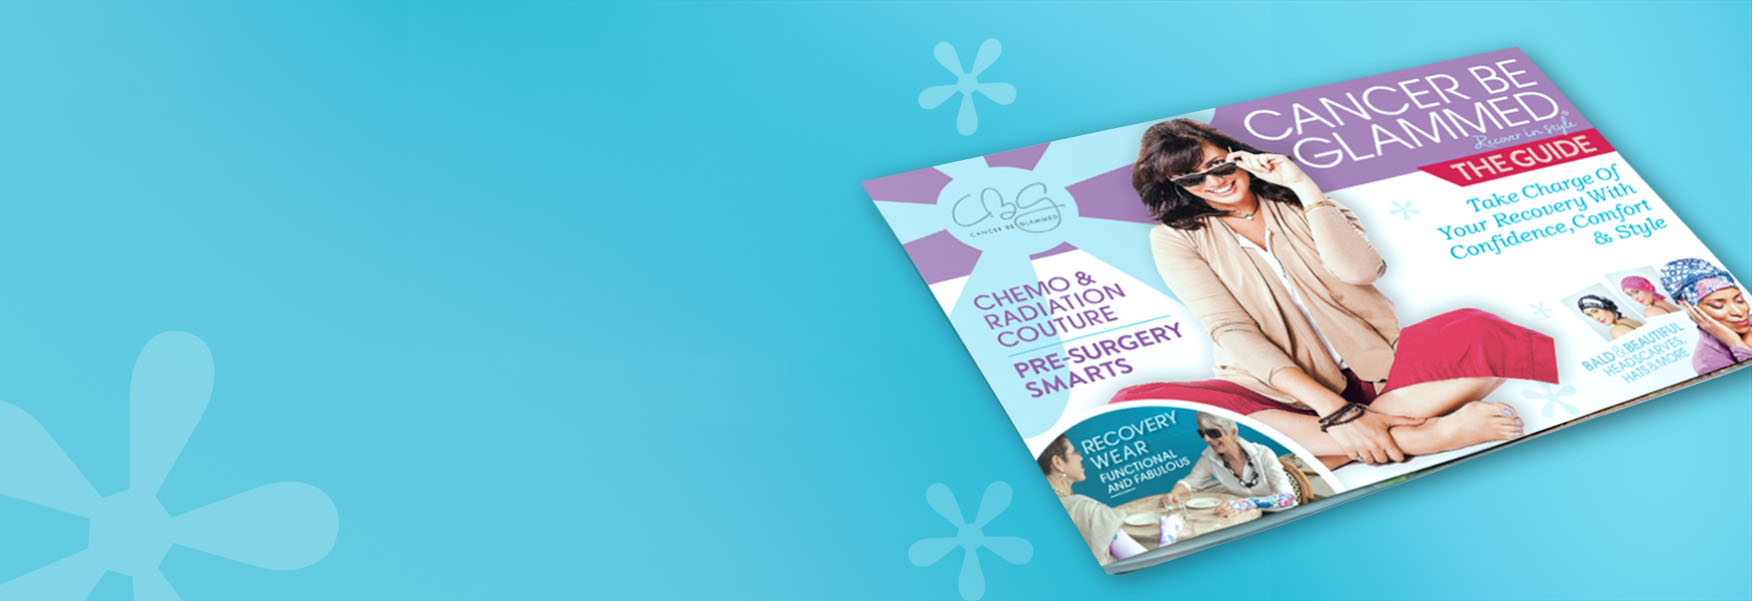 CANCER BE
GLAMMED®
Recover in style
THE GUIDE
Take Charge Of
Your Recovery With
Confidence, Comfort
& Style
CBG
CANCER BE GLAMMED
CHEMO &
RADIATION
COUTURE
PRE-SURGERY
SMARTS
RECOVERY
WEAR
FUNCTIONAL
AND FABULOUS
BALD & BEAUTIFUL
HEADSCARVES,
HATS & MORE